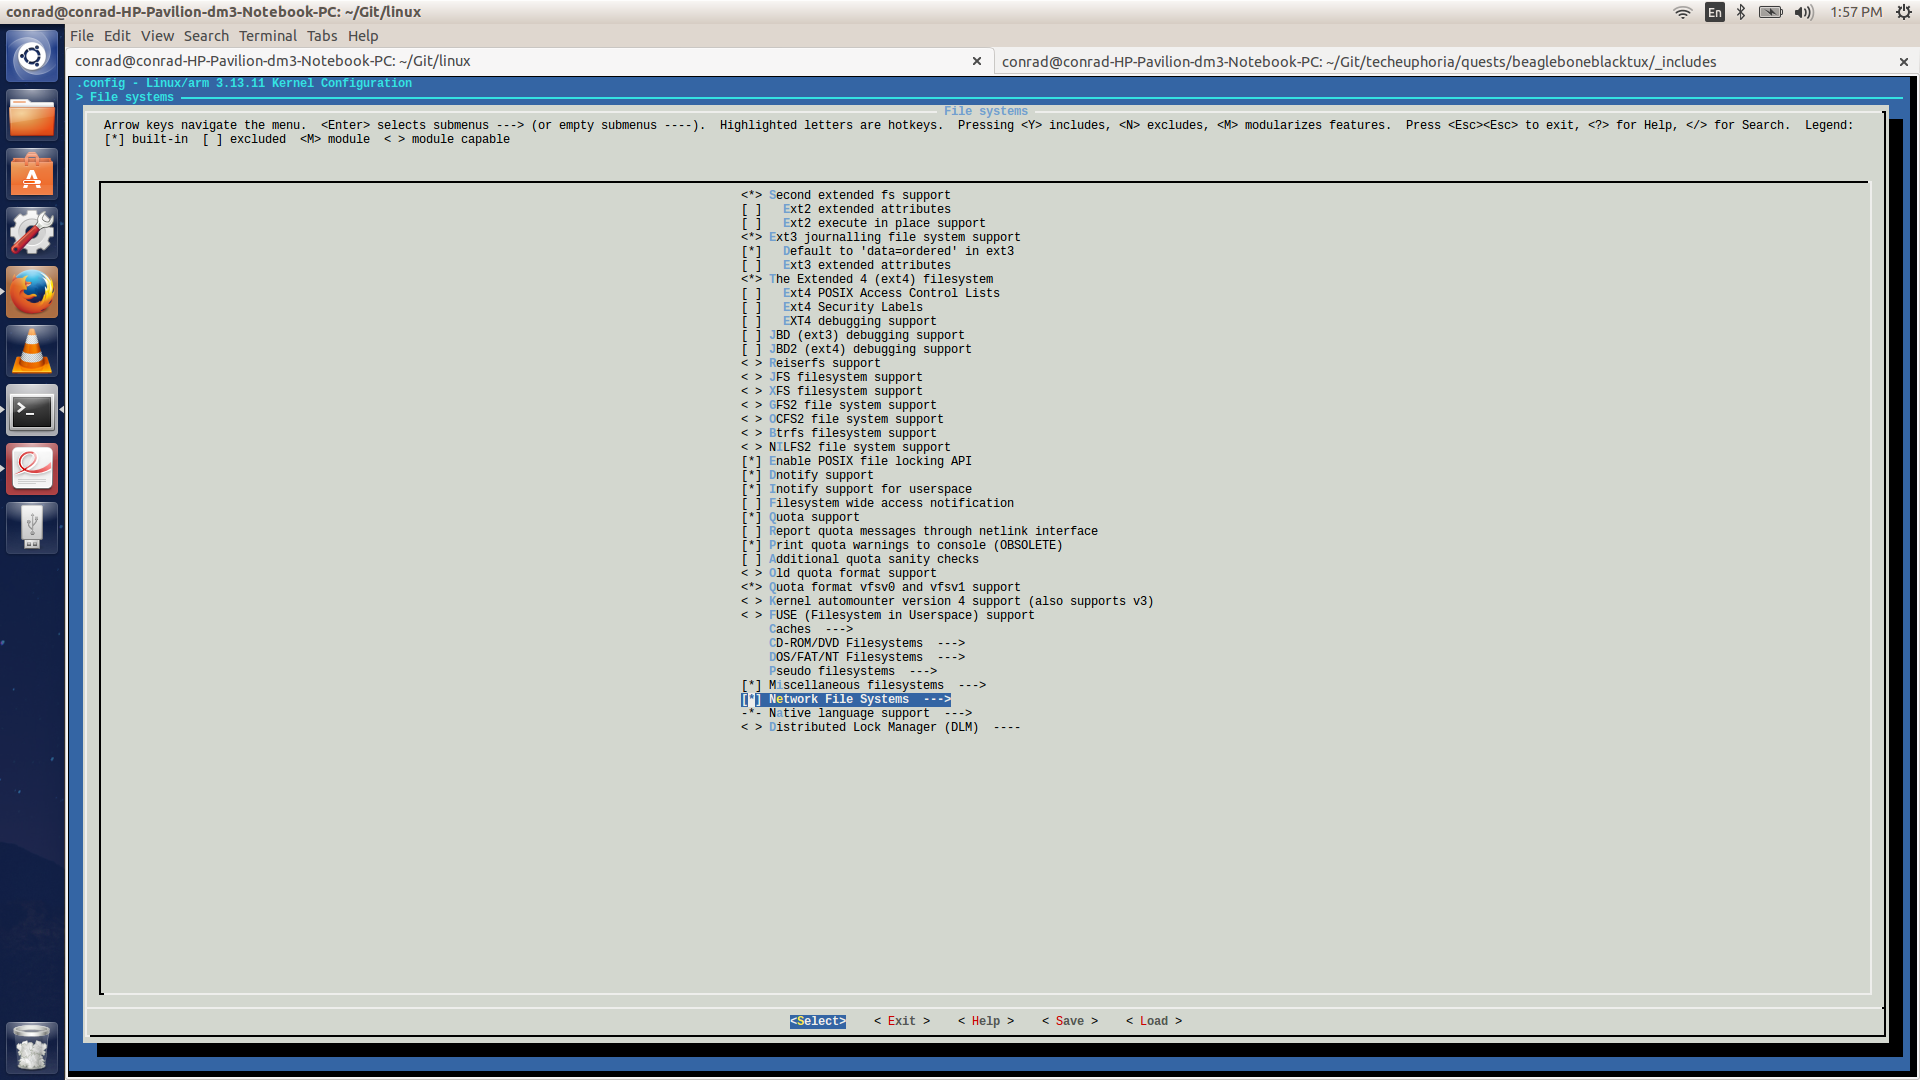 conrad@conrad-HP-Pavilion-dm3-Notebook-PC: ~/Git/linux
En
1:57 PM
File Edit View Search Terminal Tabs Help
conrad@conrad-HP-Pavilion-dm3-Notebook-PC: ~/Git/linux
conrad@conrad-HP-Pavilion-dm3-Notebook-PC: ~/Git/techeuphoria/quests/beagleboneblacktux/_includes
.config - Linux/arm 3.13.11 Kernel Configuration
> File systems
File systems
Arrow keys navigate the menu.  <Enter> selects submenus ---> (or empty submenus ----).  Highlighted letters are hotkeys.  Pressing <Y> includes, <N> excludes, <M> modularizes features.  Press <Esc><Esc> to exit, <?> for Help, </> for Search.  Legend:
[*] built-in  [ ] excluded  <M> module  < > module capable
<*> Second extended fs support
[ ]   Ext2 extended attributes
[ ]   Ext2 execute in place support
<*> Ext3 journalling file system support
[*]   Default to 'data=ordered' in ext3
[ ]   Ext3 extended attributes
<*> The Extended 4 (ext4) filesystem
[ ]   Ext4 POSIX Access Control Lists
[ ]   Ext4 Security Labels
[ ]   EXT4 debugging support
[ ] JBD (ext3) debugging support
[ ] JBD2 (ext4) debugging support
< > Reiserfs support
< > JFS filesystem support
< > XFS filesystem support
< > GFS2 file system support
< > OCFS2 file system support
< > Btrfs filesystem support
< > NILFS2 file system support
[*] Enable POSIX file locking API
[*] Dnotify support
[*] Inotify support for userspace
[ ] Filesystem wide access notification
[*] Quota support
[ ] Report quota messages through netlink interface
[*] Print quota warnings to console (OBSOLETE)
[ ] Additional quota sanity checks
< > Old quota format support
<*> Quota format vfsv0 and vfsv1 support
< > Kernel automounter version 4 support (also supports v3)
< > FUSE (Filesystem in Userspace) support
Caches  --->
CD-ROM/DVD Filesystems  --->
DOS/FAT/NT Filesystems  --->
Pseudo filesystems  --->
[*] Miscellaneous filesystems  --->
[*] Network File Systems  --->
-*- Native language support  --->
< > Distributed Lock Manager (DLM)  ----
<Select>    < Exit >    < Help >    < Save >    < Load >